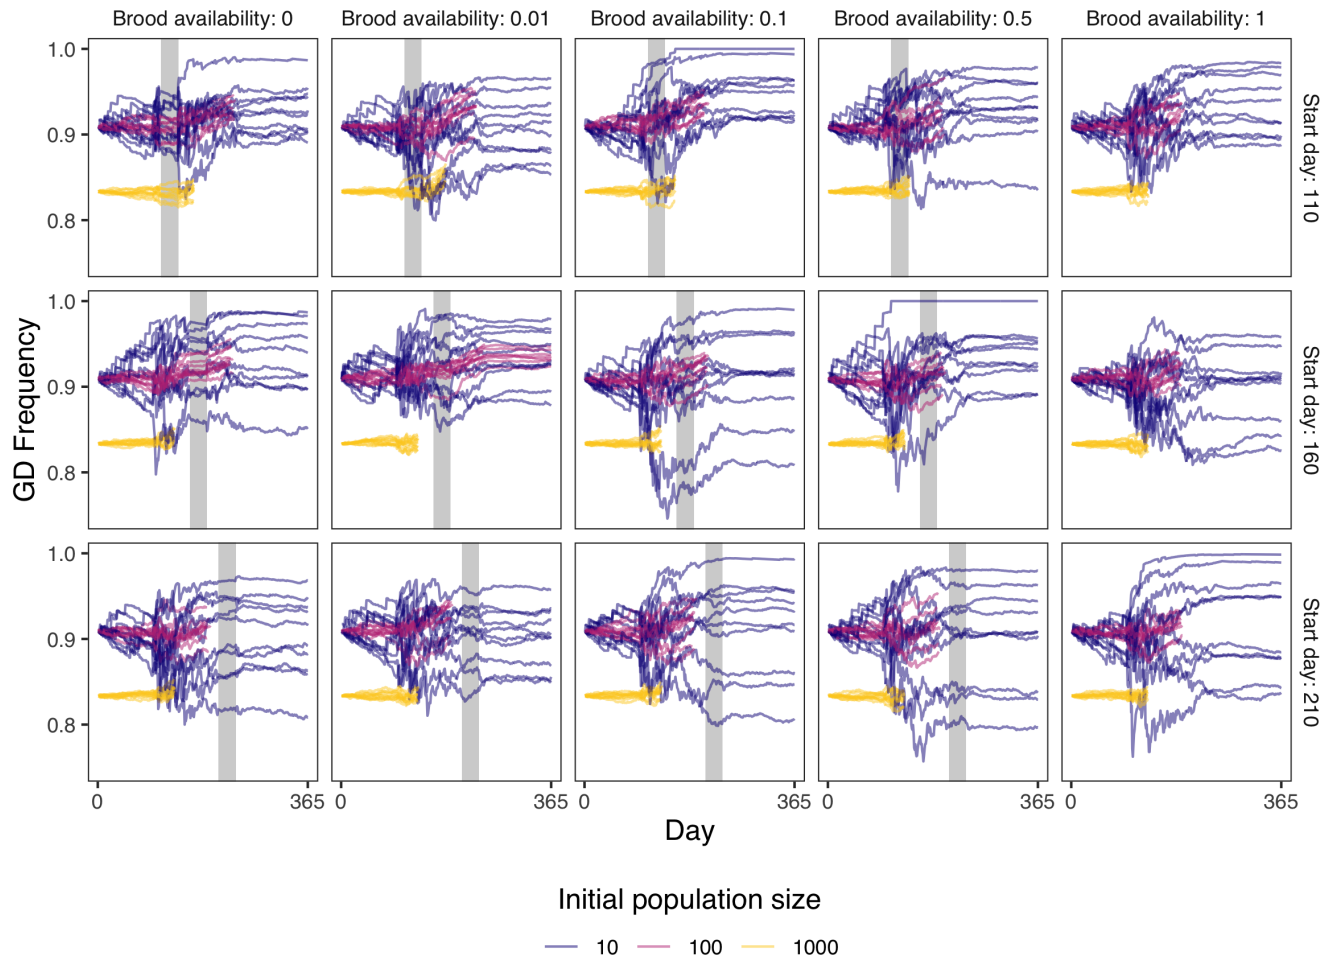 Brood availability: 0
Brood availability: 0.01
Brood availability: 0.1
Brood availability: 0.5
Brood availability: 1
1.0
0.9
0.8
Start day: 110
1.0
0.9
0.8
Start day: 160
1.0
0.9
0.8
Start day: 210
GD Frequency
0 365
0 365
0 365
0 365
0 365
Day
Initial population size
10 100 1000